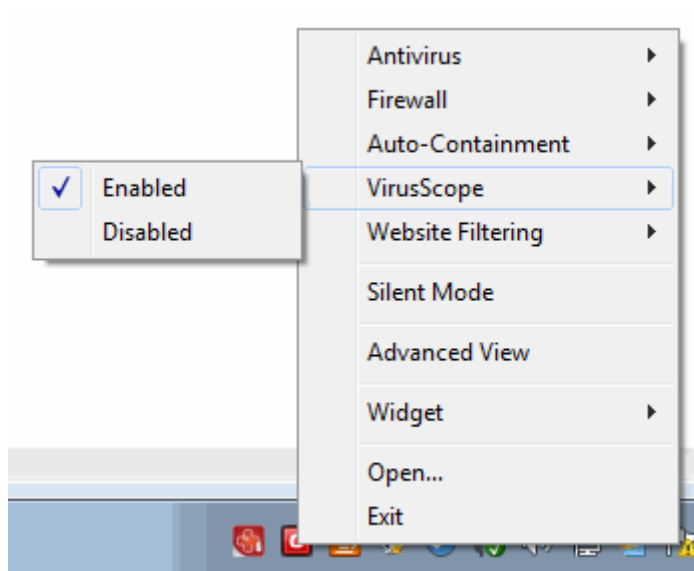 Antivirus
Firewall
Auto-Containment
VirusScope
Enabled
Disabled
Website Filtering
Silent Mode
Advanced View
Widget
Open...
Exit